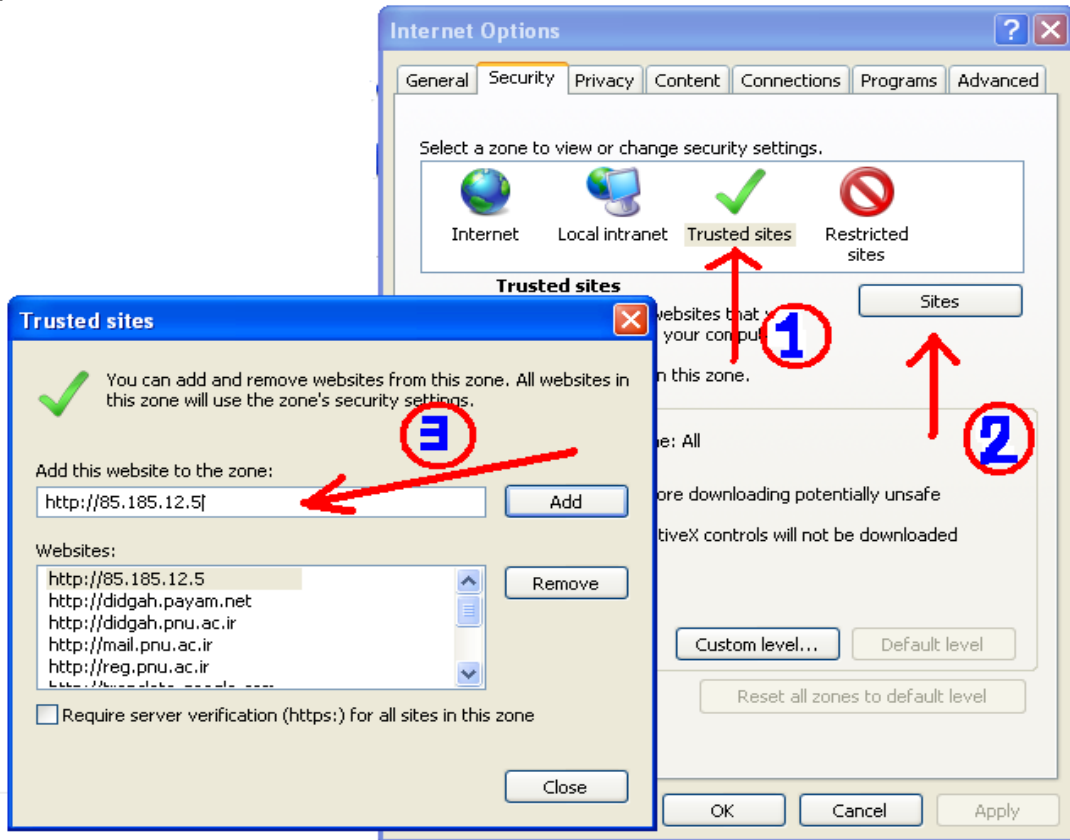 Internet Options
General Security Privacy Content Connections Programs Advanced
Select a zone to view or change security settings.
Internet
Local intranet
Trusted sites
Restricted
sites
Trusted sites
Sites
websites that
your comput
1
n this zone.
2
ne: All
ore downloading potentially unsafe
tiveX controls will not be downloaded
Custom level...
Default level
Reset all zones to default level
OK
Cancel
Apply
Trusted sites
You can add and remove websites from this zone. All websites in
this zone will use the zone's security settings.
3
Add this website to the zone:
http://85.185.12.5
Add
Websites:
http://85.185.12.5
http://didgah.payam.net
http://didgah.pnu.ac.ir
http://mail.pnu.ac.ir
http://reg.pnu.ac.ir
Remove
Require server verification (https:) for all sites in this zone
Close